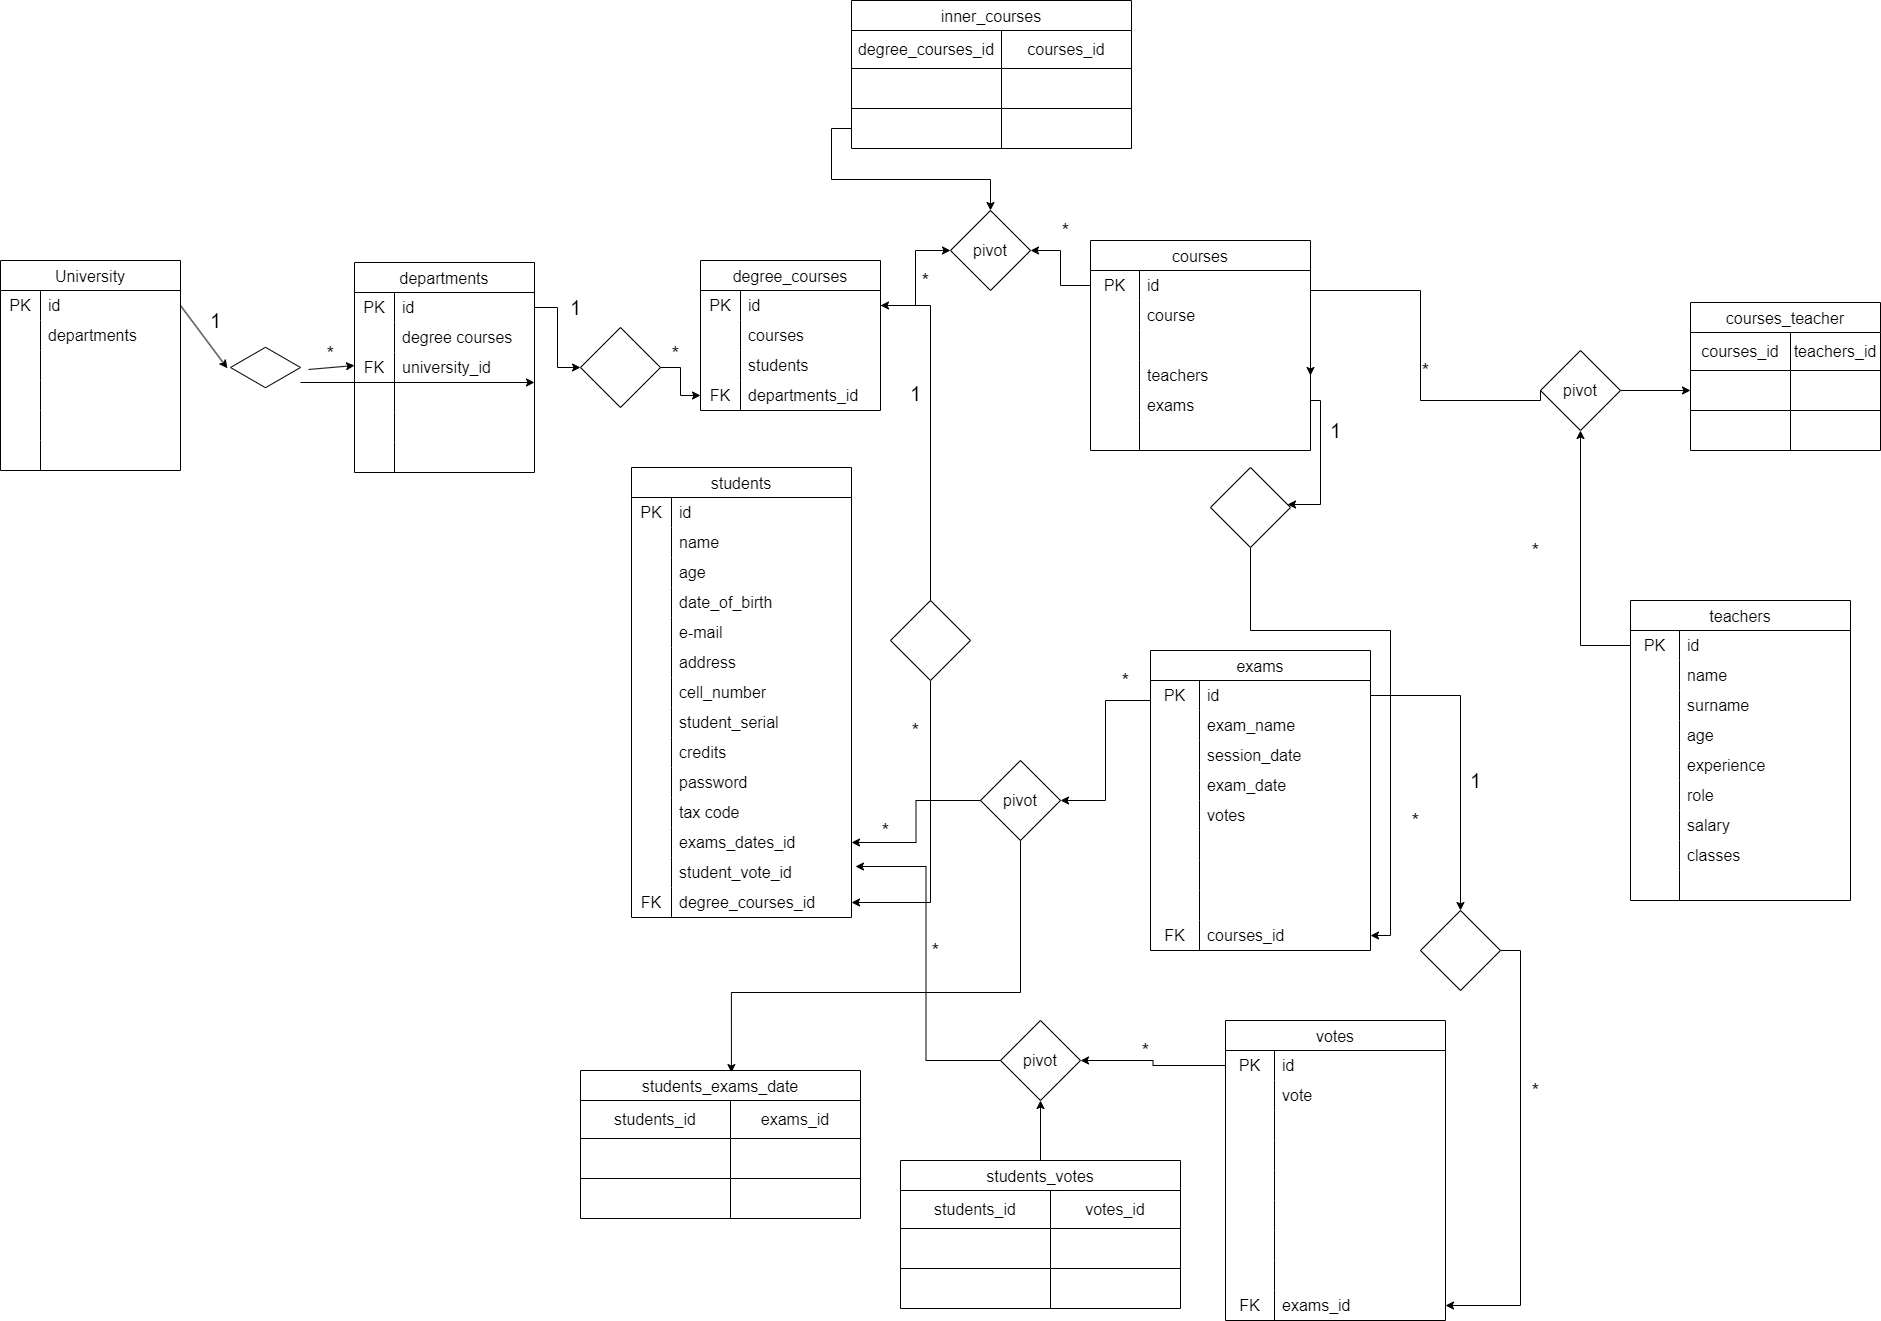 inner_courses
degree_courses_id courses_id
pivot
*
*
University
PK id
departments
1
*
departments
PK id
degree courses
FK university_id
1
*
degree_courses
PK id
courses
students
FK departments_id
courses
PK id
course
teachers
exams
*
pivot
courses_teacher
courses_id teachers_id
1
1
students
PK id
name
age
date_of_birth
e-mail
address
cell_number
student_serial
credits
password
tax code
exams_dates_id
student_vote_id
FK degree_courses_id
*
*
*
pivot
*
exams
PK id
exam_name
session_date
exam_date
votes
FK courses_id
*
1
*
teachers
PK id
name
surname
age
experience
role
salary
classes
*
pivot
*
votes
PK id
vote
FK exams_id
*
students_exams_date
students_id exams_id
students_votes
students_id votes_id